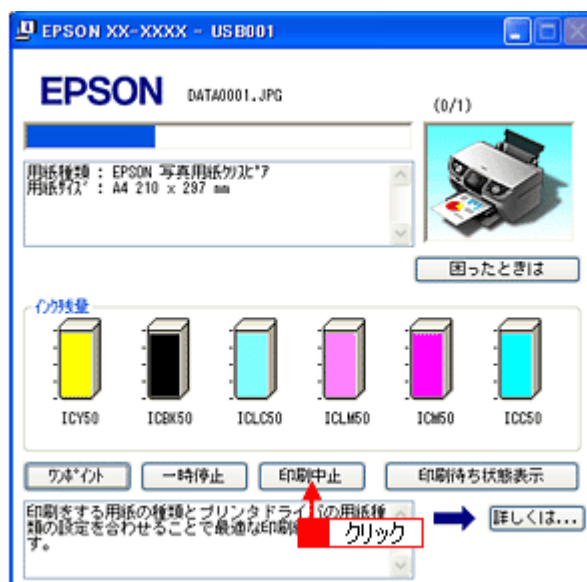 EPSON XX-XXXX - USB001
EPSON DATA0001.JPG
(0/1)
用紙種類 : EPSON 写真用紙クリスピア
用紙サイズ : A4 210 x 297 mm
困ったときは
インク残量
ICY50 ICBK50 ICLC50 ICLM50 ICM50 ICC50
ワンポイント 一時停止 印刷中止 印刷待ち状態表示
印刷をする用紙の種類とプリンタドライバの用紙種
類の設定を合わせることで最適な印刷
す。
クリック
詳しくは...